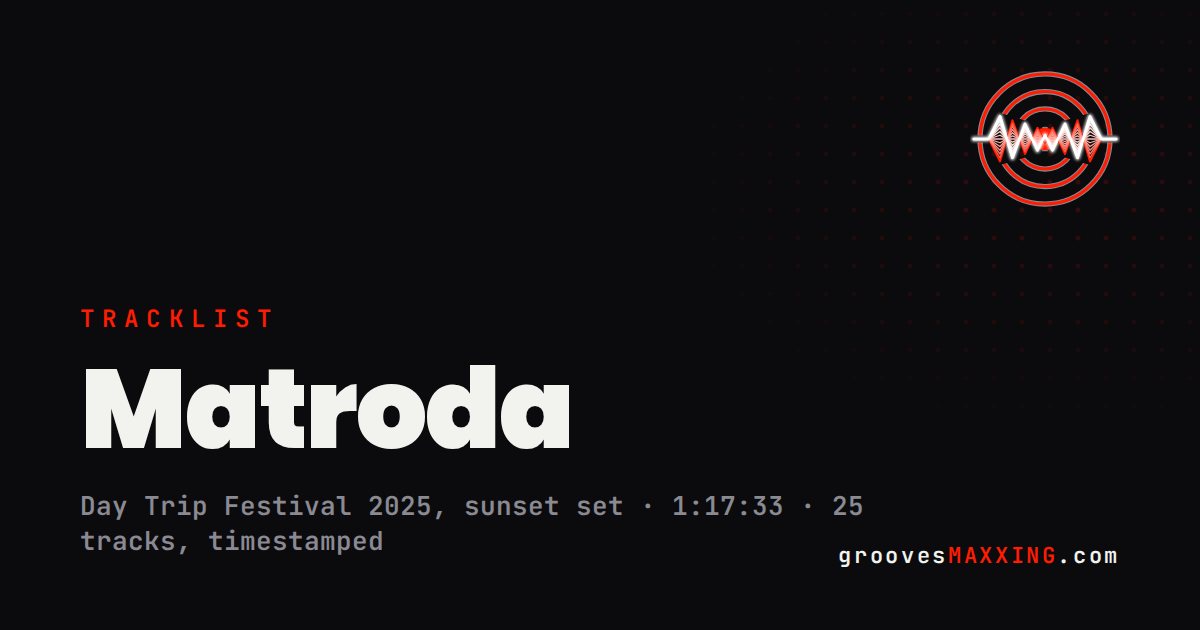 TRACKLIST
Matroda
Day Trip Festival 2025, sunset set · 1:17:33 · 25
tracks, timestamped
groovesMAXXING.com